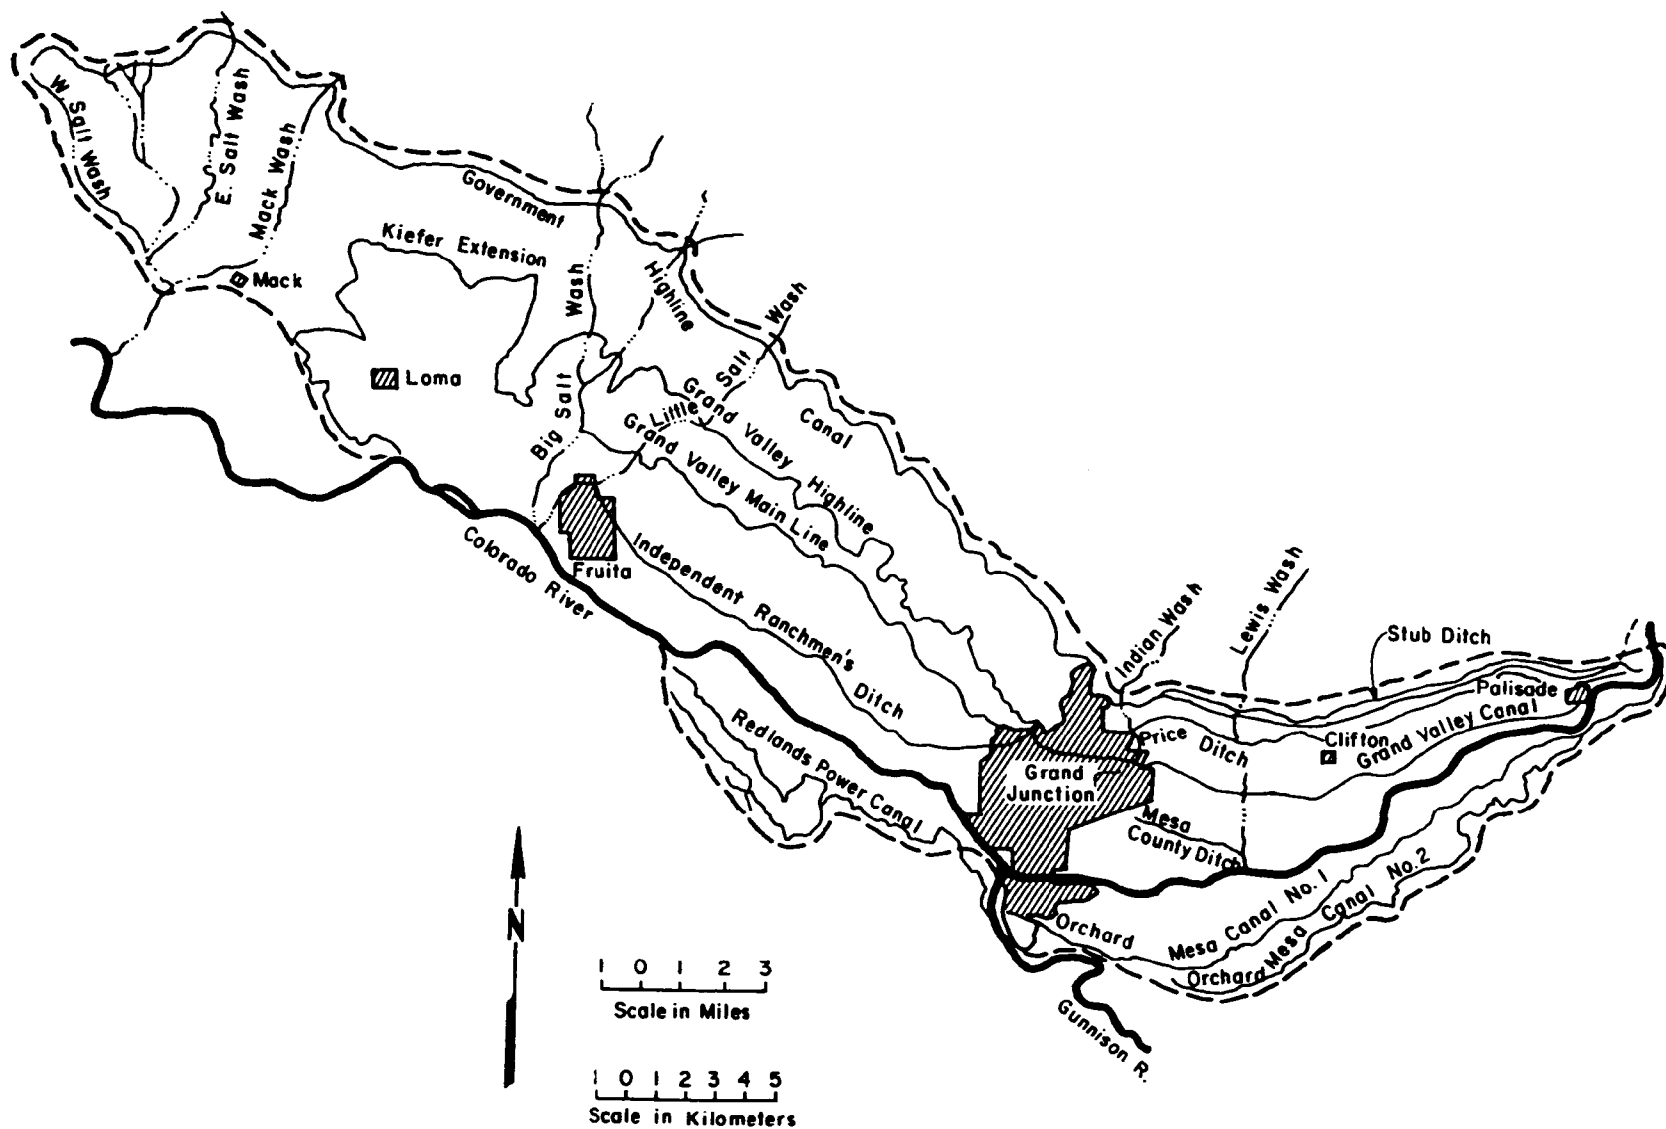 W. Salt Wash
E. Salt Wash
Mack Wash
Government
Highline
Canal
Kiefer Extension
Mack
Big Salt
Wash
Little
Salt
Wash
Loma
Grand Valley Highline
Grand Valley Main Line
Colorado River
Fruita
Independent Ranchmen's
Ditch
Indian Wash
Lewis Wash
Stub Ditch
Palisade
Price Ditch
Clifton
Grand Valley Canal
Redlands Power Canal
Grand
Junction
Mesa
County Ditch
Orchard
Mesa Canal No. 1
Orchard Mesa Canal No. 2
Gunnison R.
N
1 0 1 2 3
Scale in Miles
1 0 1 2 3 4 5
Scale in Kilometers